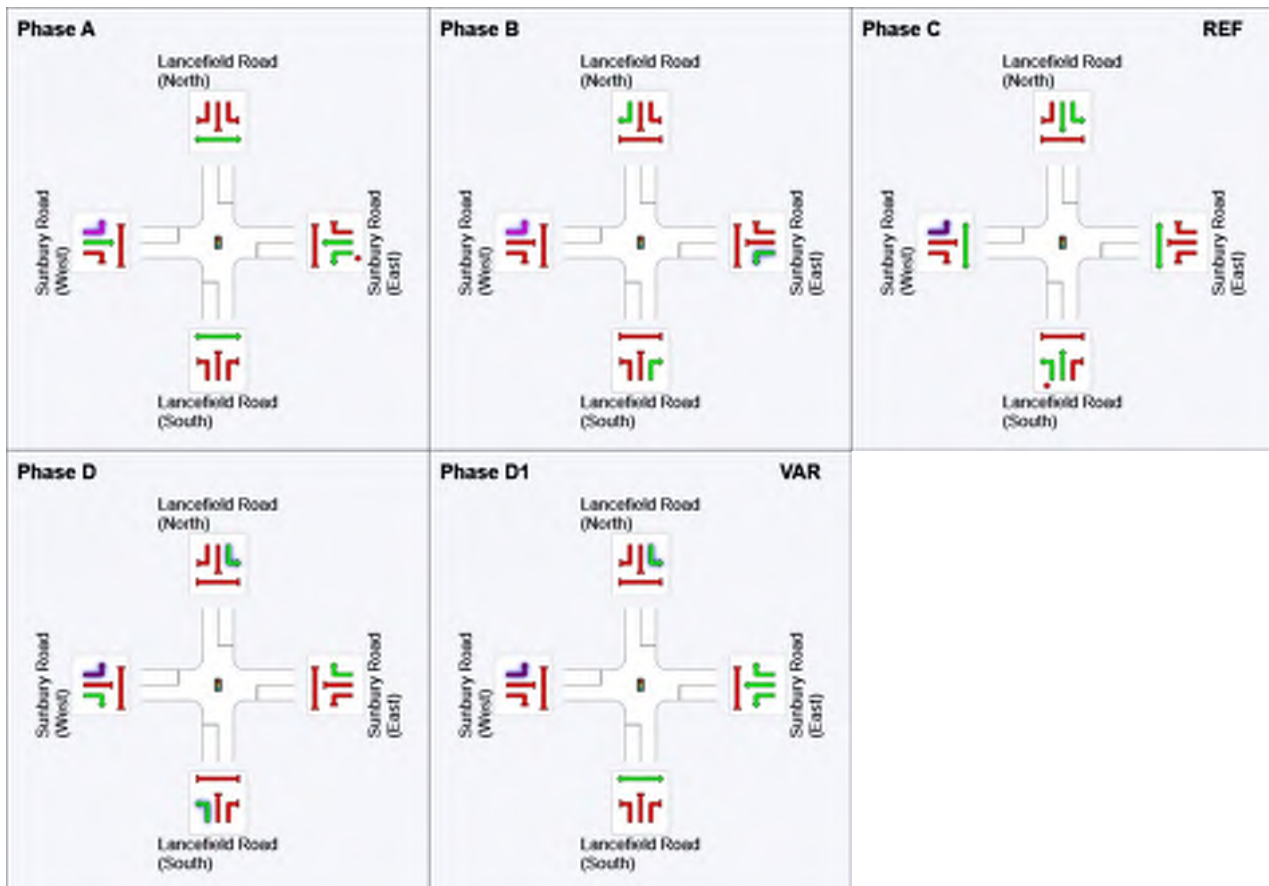 Phase A
Lancefield Road
(North)
Sunbury Road
(West)
Sunbury Road
(East)
Lancefield Road
(South)
Phase B
Lancefield Road
(North)
Sunbury Road
(West)
Sunbury Road
(East)
Lancefield Road
(South)
Phase C
REF
Lancefield Road
(North)
Sunbury Road
(West)
Sunbury Road
(East)
Lancefield Road
(South)
Phase D
Lancefield Road
(North)
Sunbury Road
(West)
Sunbury Road
(East)
Lancefield Road
(South)
Phase D1
VAR
Lancefield Road
(North)
Sunbury Road
(West)
Sunbury Road
(East)
Lancefield Road
(South)